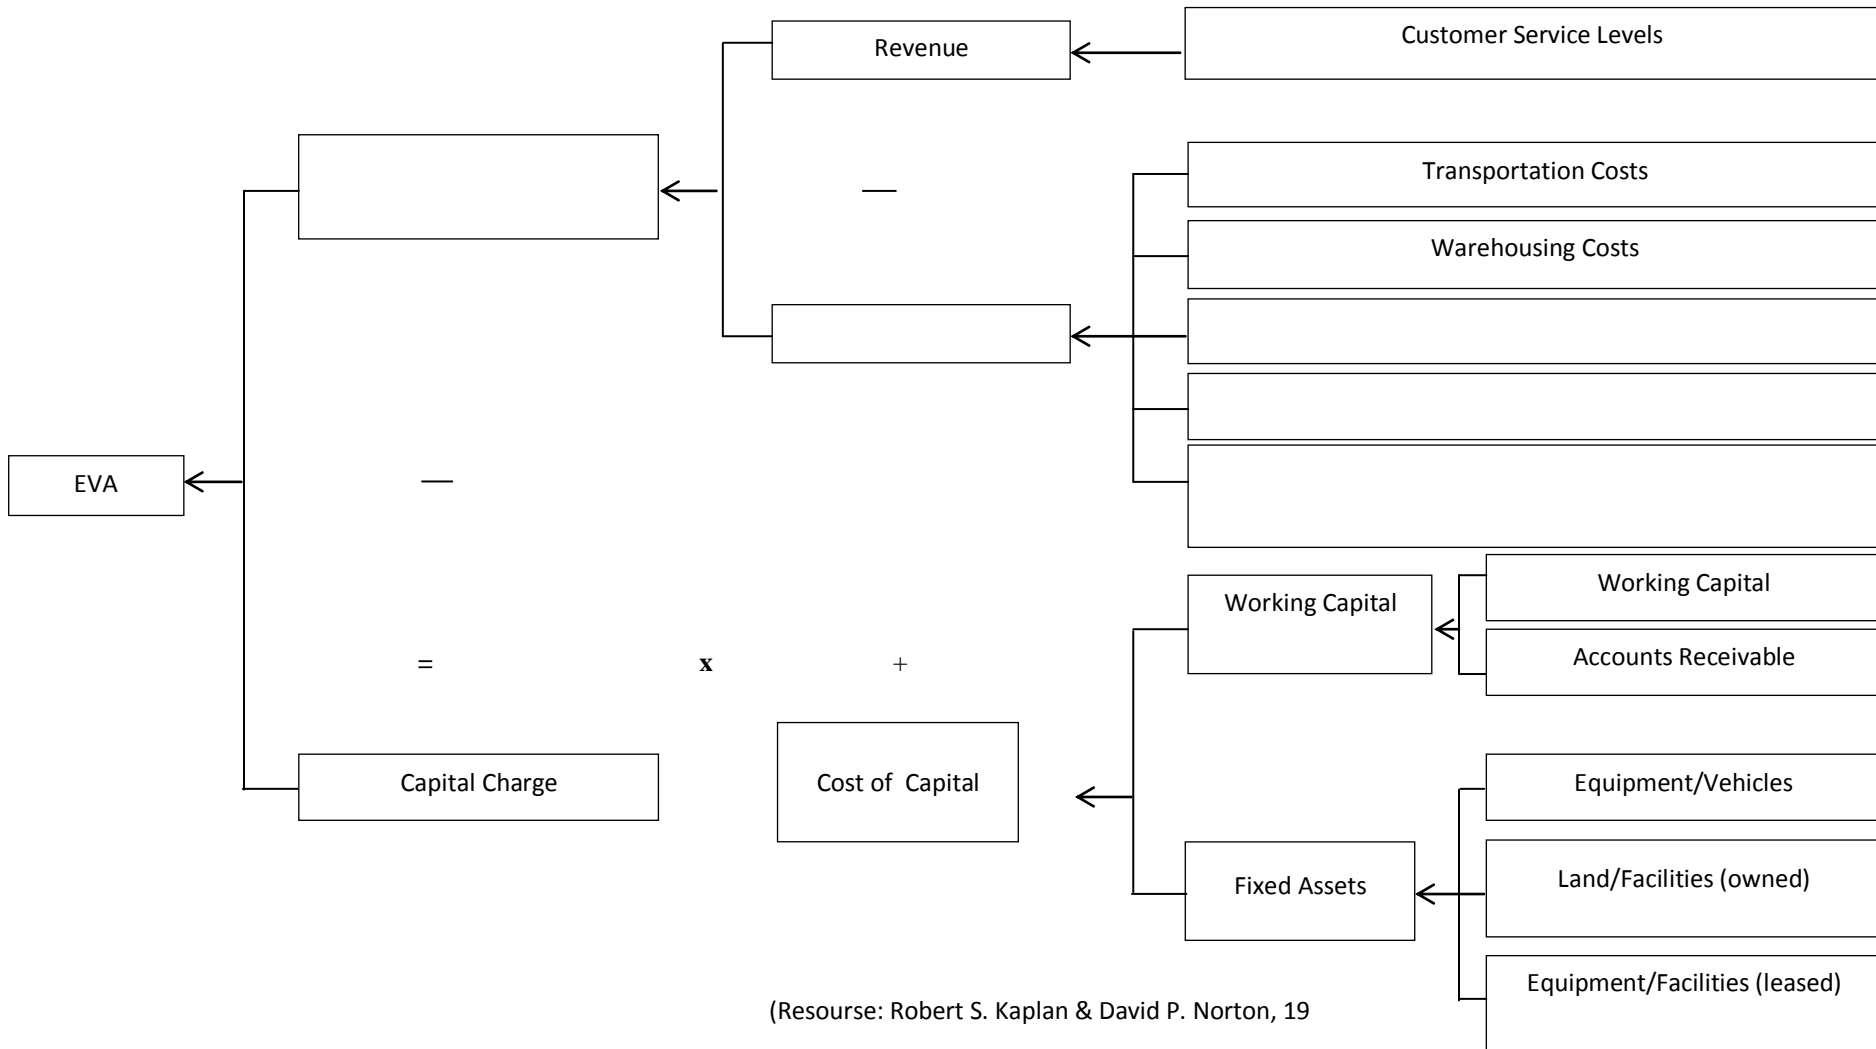 Customer Service Levels
Revenue
Transportation Costs
—
Warehousing Costs
EVA
—
Working Capital
Working Capital
Accounts Receivable
= x +
Capital Charge
Cost of Capital
Equipment/Vehicles
Land/Facilities (owned)
Fixed Assets
Equipment/Facilities (leased)
(Resourse: Robert S. Kaplan & David P. Norton, 19